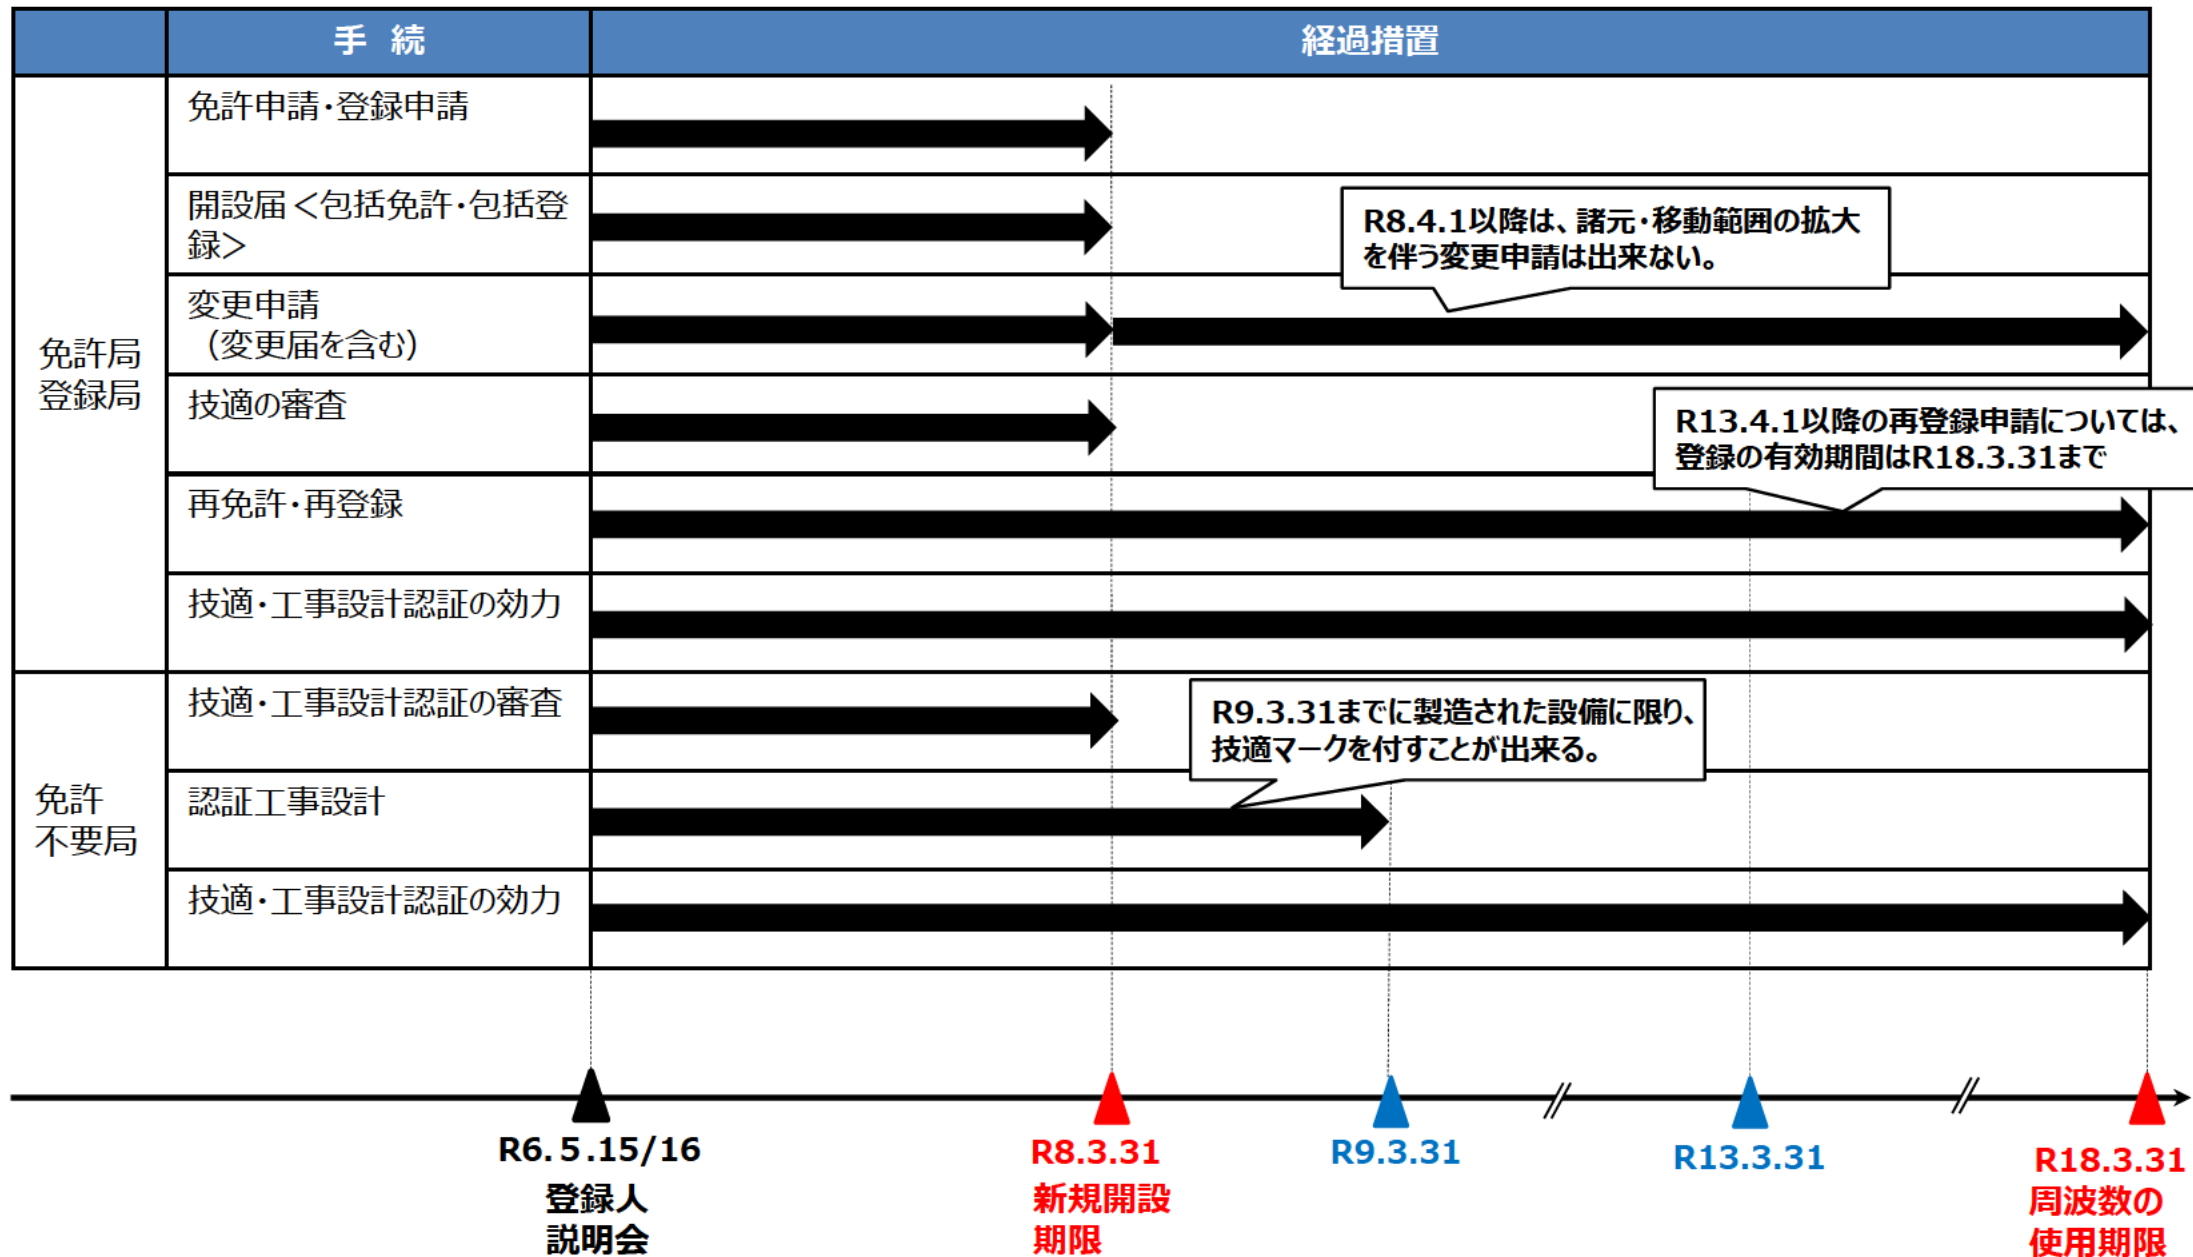 手 続
経過措置
免許局
登録局
免許申請・登録申請
開設届＜包括免許・包括登
録＞
R8.4.1以降は、諸元・移動範囲の拡大
を伴う変更申請は出来ない。
変更申請
（変更届を含む）
技適の審査
R13.4.1以降の再登録申請については、
登録の有効期間はR18.3.31まで
再免許・再登録
技適・工事設計認証の効力
免許
不要局
技適・工事設計認証の審査
R9.3.31までに製造された設備に限り、
技適マークを付すことが出来る。
認証工事設計
技適・工事設計認証の効力
R6.５.15/16
登録人
説明会
R8.3.31
新規開設
期限
R9.3.31
R13.3.31
R18.3.31
周波数の
使用期限